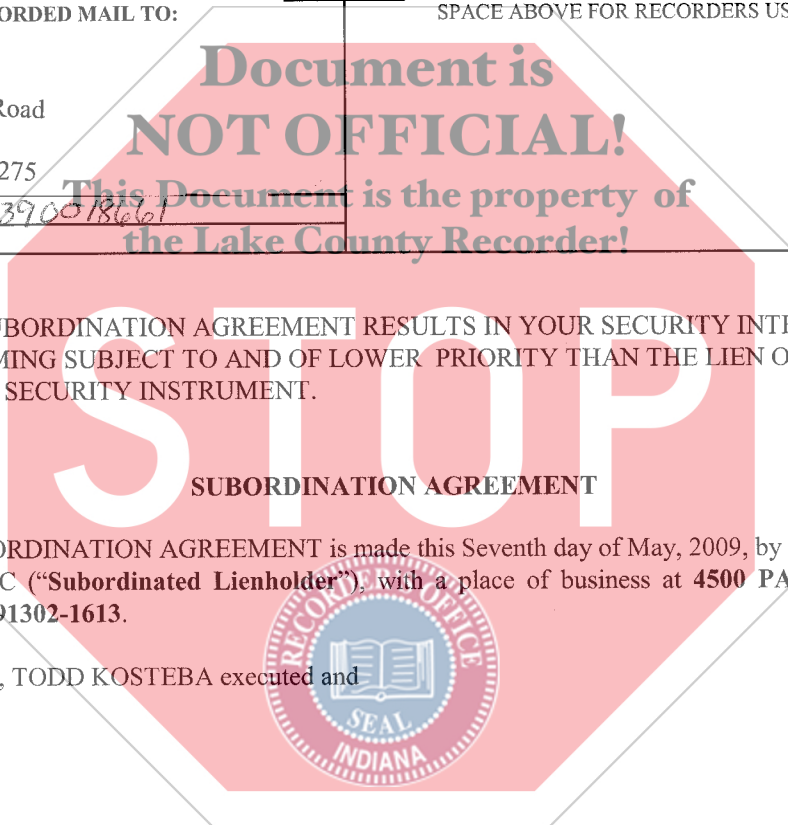 ORDED MAIL TO:
SPACE ABOVE FOR RECORDERS US
Document is
NOT OFFICIAL!
Road
275
This Document is the property of
390018661
the Lake County Recorder!
UBORDINATION AGREEMENT RESULTS IN YOUR SECURITY INTE
MING SUBJECT TO AND OF LOWER PRIORITY THAN THE LIEN O
SECURITY INSTRUMENT.
STOP
SUBORDINATION AGREEMENT
ORDINATION AGREEMENT is made this Seventh day of May, 2009, by
C ("Subordinated Lienholder"), with a place of business at 4500 PA
91302-1613.
, TODD KOSTEBA executed and
RECORDER'S OFFICE
SEAL
INDIANA